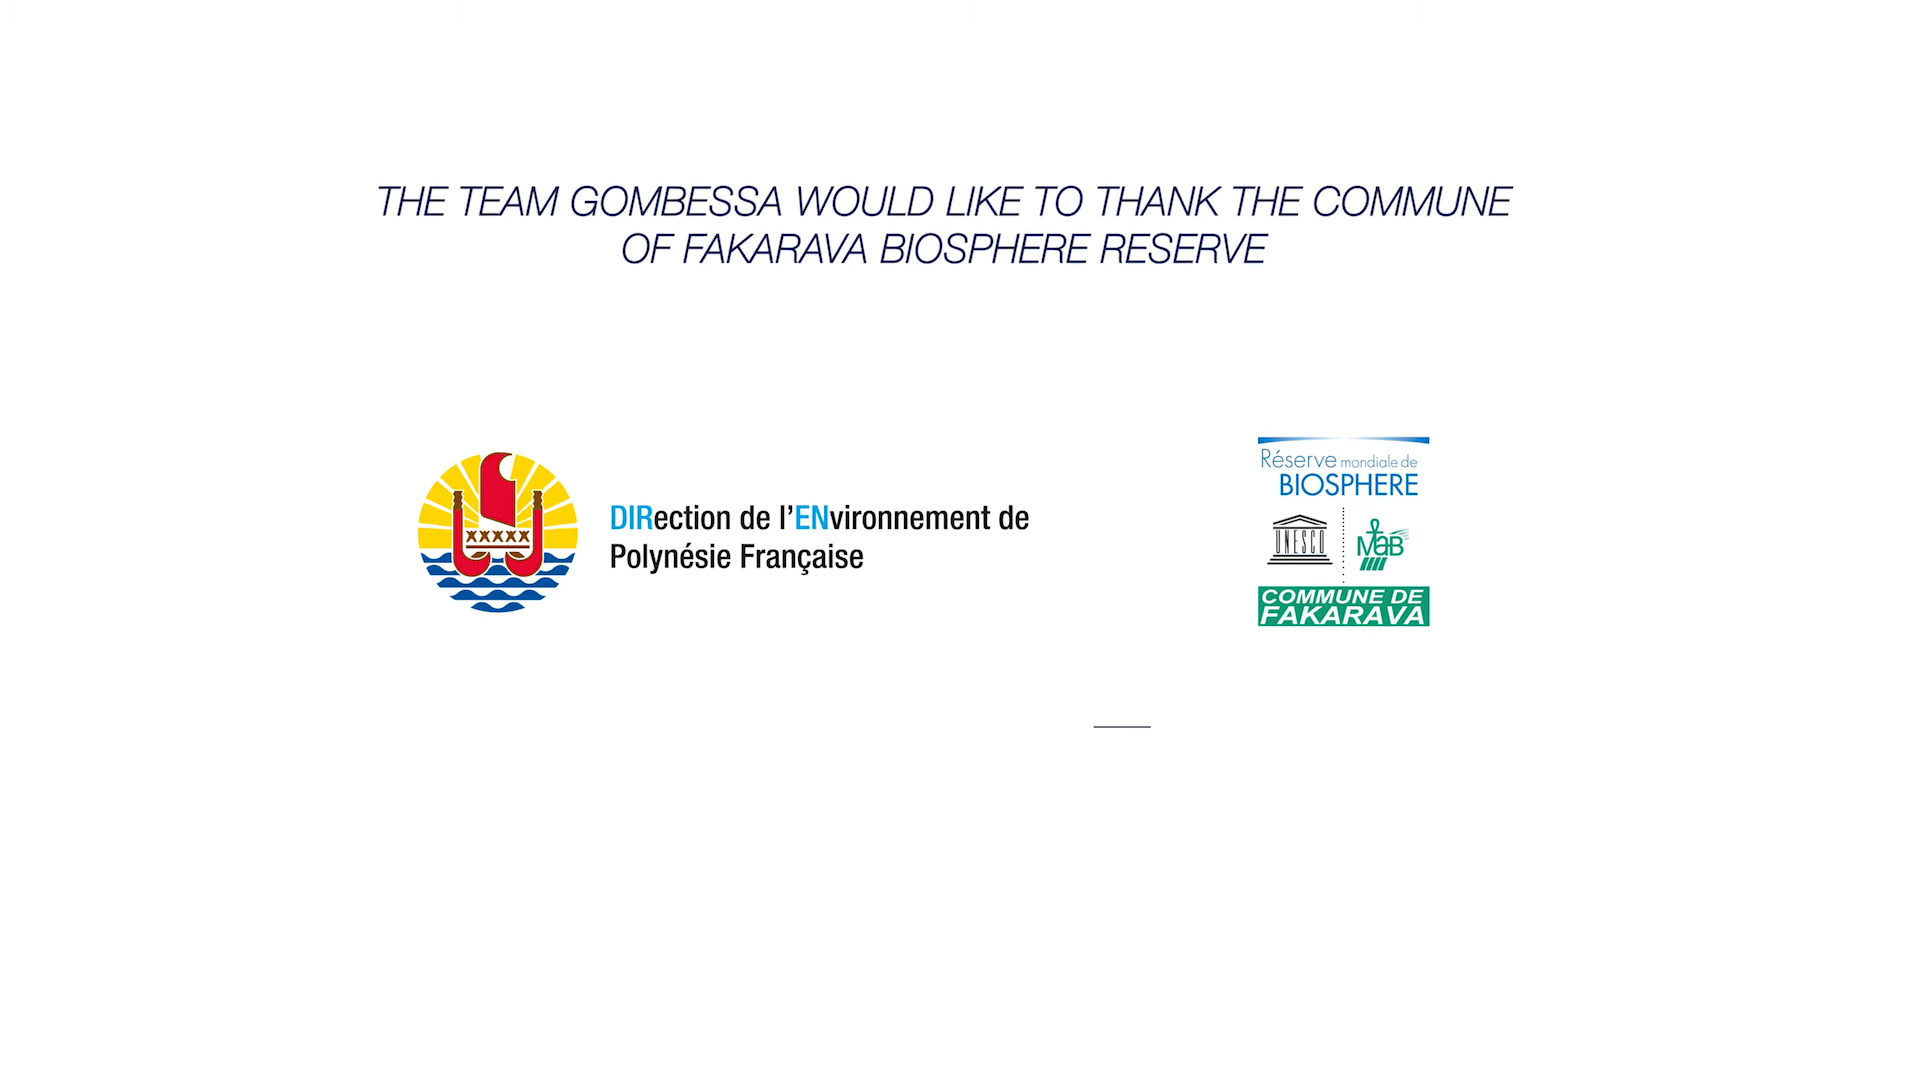 THE TEAM GOMBESSA WOULD LIKE TO THANK THE COMMUNE
OF FAKARAVA BIOSPHERE RESERVE
DIRection de l’ENvironnement de
Polynésie Française
Réserve mondiale de
BIOSPHERE
UNESCO
MaB
COMMUNE DE
FAKARAVA